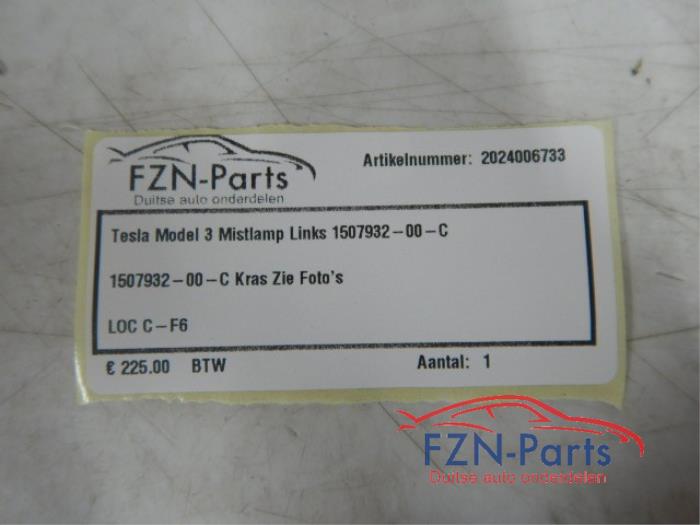 FZN-Parts
Duitse auto onderdelen
Artikelnummer: 2024006733
Tesla Model 3 Mistlamp Links 1507932-00-C
1507932-00-C Kras Zie Foto's
LOC C-F6
€ 225.00 BTW
Aantal: 1
FZN-Parts
Duitse auto onderdelen